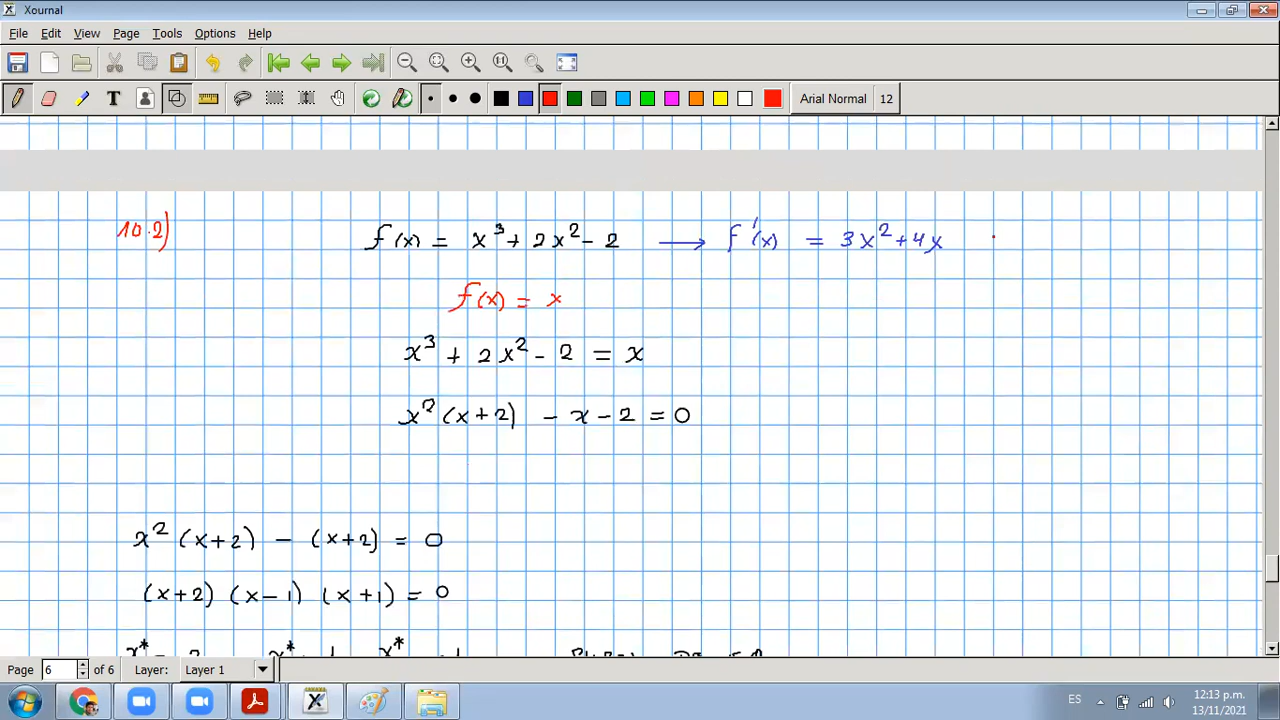 Xournal
File Edit View Page Tools Options Help
Arial Normal 12
10.2) f(x) = x³ + 2x² - 2 ⟶ f'(x) = 3x² + 4x
f(x) = x
x³ + 2x² - 2 = x
x²(x+2) - x - 2 = 0
x²(x+2) - (x+2) = 0
(x+2) (x-1) (x+1) = 0
Page 6 of 6 Layer: Layer 1
ES 12:13 p.m.
13/11/2021